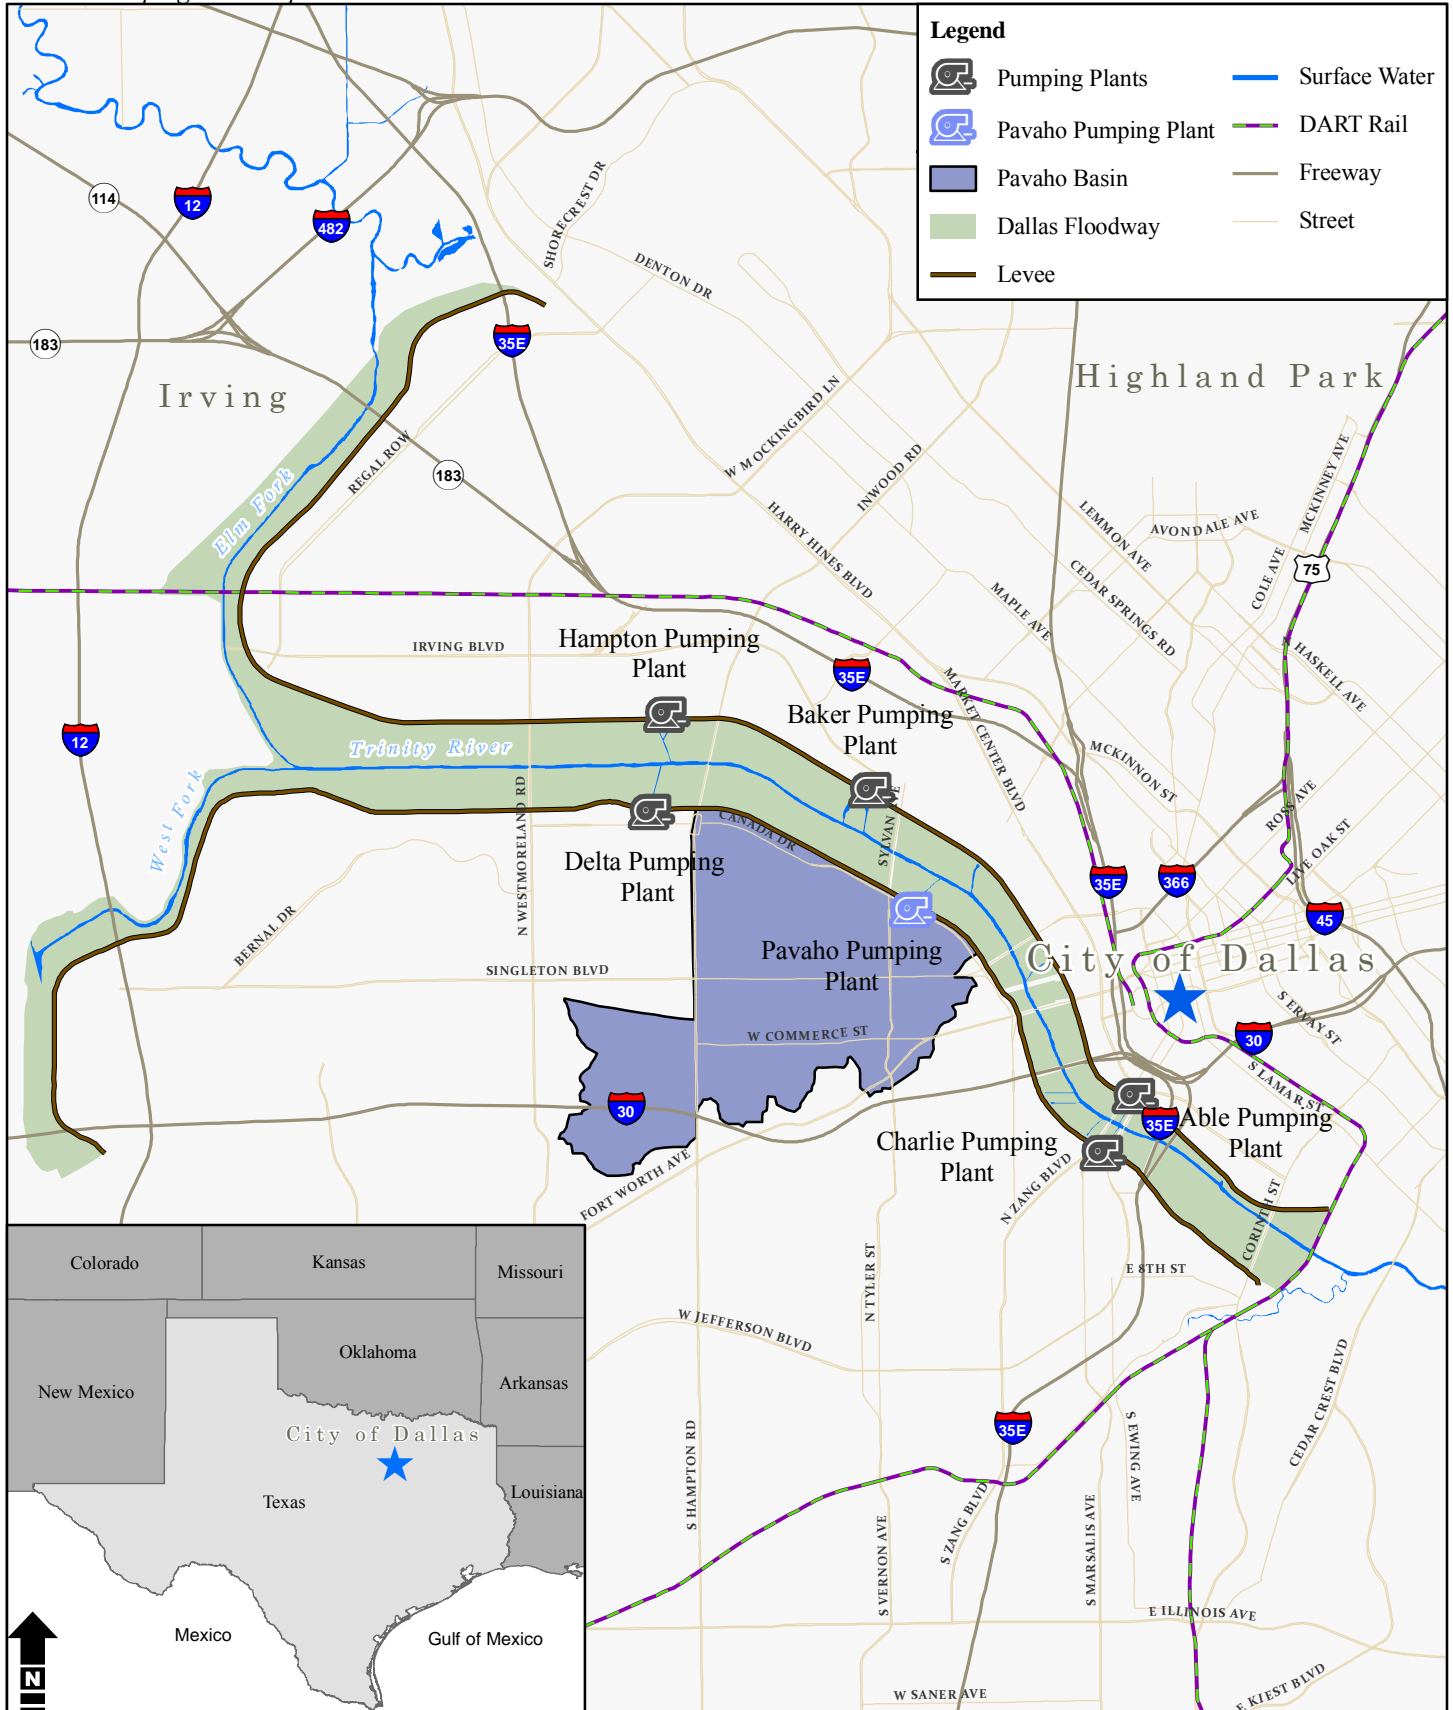 Legend
Pumping Plants
Pavaho Pumping Plant
Pavaho Basin
Dallas Floodway
Levee
Surface Water
DART Rail
Freeway
Street
114
12
482
183
35E
SHORECREST DR
DENTON DR
Irving
Highland Park
REGAL ROW
183
W MOCKINGBIRD LN
INWOOD RD
HARRY HINES BLVD
LEMMON AVE
AVONDALE AVE
MCKINNEY AVE
COLE AVE
75
CEDAR SPRINGS RD
MAPLE AVE
N HASKELL AVE
Elm Fork
IRVING BLVD
Hampton Pumping
Plant
35E
Baker Pumping
Plant
MARKET CENTER BLVD
MCKINNON ST
ROSS AVE
LIVE OAK ST
12
Trinity River
West Fork
N WESTMORELAND RD
CANADA DR
SYLVAN AVE
Delta Pumping
Plant
35E
366
45
BERNAL DR
SINGLETON BLVD
Pavaho Pumping
Plant
City of Dallas
W COMMERCE ST
S ERVAY ST
30
S LAMAR ST
30
35E
Able Pumping
Plant
Charlie Pumping
Plant
FORT WORTH AVE
N ZANG BLVD
CORINTH ST
N TYLER ST
E 8TH ST
W JEFFERSON BLVD
CEDAR CREST BLVD
35E
S HAMPTON RD
S EWING AVE
S ZANG BLVD
S VERNON AVE
S MARSALIS AVE
E ILLINOIS AVE
W SANER AVE
E KIEST BLVD
Colorado
Kansas
Missouri
Oklahoma
New Mexico
Arkansas
City of Dallas
Texas
Louisiana
Mexico
Gulf of Mexico
N